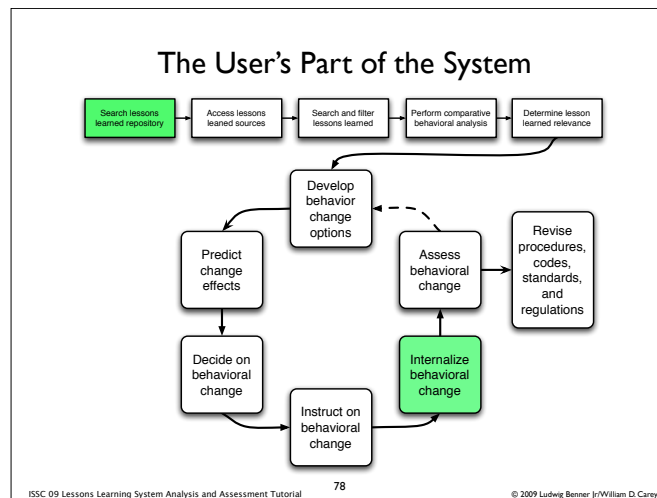 The User's Part of the System
Search lessons
learned repository
Access lessons
leaned sources
Search and filter
lessons learned
Perform comparative
behavioral analysis
Determine lesson
learned relevance
Develop
behavior
change
options
Predict
change
effects
Decide on
behavioral
change
Instruct on
behavioral
change
Internalize
behavioral
change
Assess
behavioral
change
Revise
procedures,
codes,
standards,
and
regulations
ISSC 09 Lessons Learning System Analysis and Assessment Tutorial
78
© 2009 Ludwig Benner Jr/William D. Carey